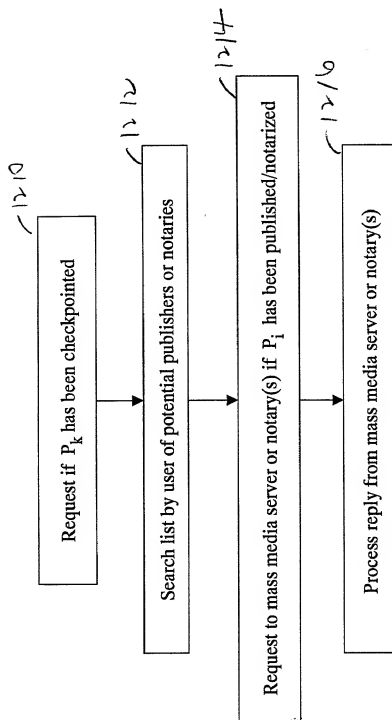 1210
Request if Pk has been checkpointed
1212
Search list by user of potential publishers or notaries
1214
Request to mass media server or notary(s) if Pi has been published/notarized
1216
Process reply from mass media server or notary(s)